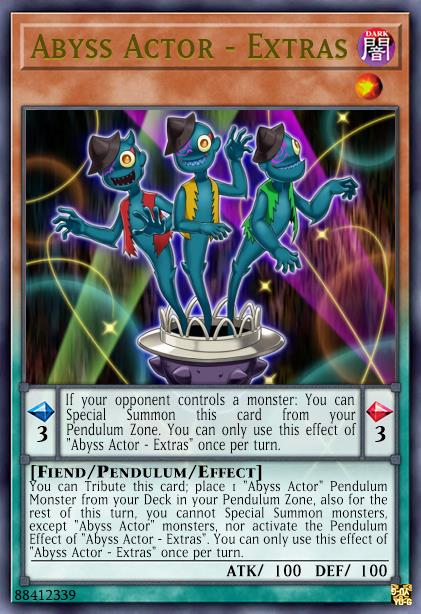 Abyss Actor - Extras
DARK
闇
If your opponent controls a monster: You can
Special Summon this card from your
Pendulum Zone. You can only use this effect of
"Abyss Actor - Extras" once per turn.
3
3
[Fiend/Pendulum/Effect]
You can Tribute this card; place 1 "Abyss Actor" Pendulum
Monster from your Deck in your Pendulum Zone, also for the
rest of this turn, you cannot Special Summon monsters,
except "Abyss Actor" monsters, nor activate the Pendulum
Effect of "Abyss Actor - Extras". You can only use this effect of
"Abyss Actor - Extras" once per turn.
ATK/ 100 DEF/ 100
88412339